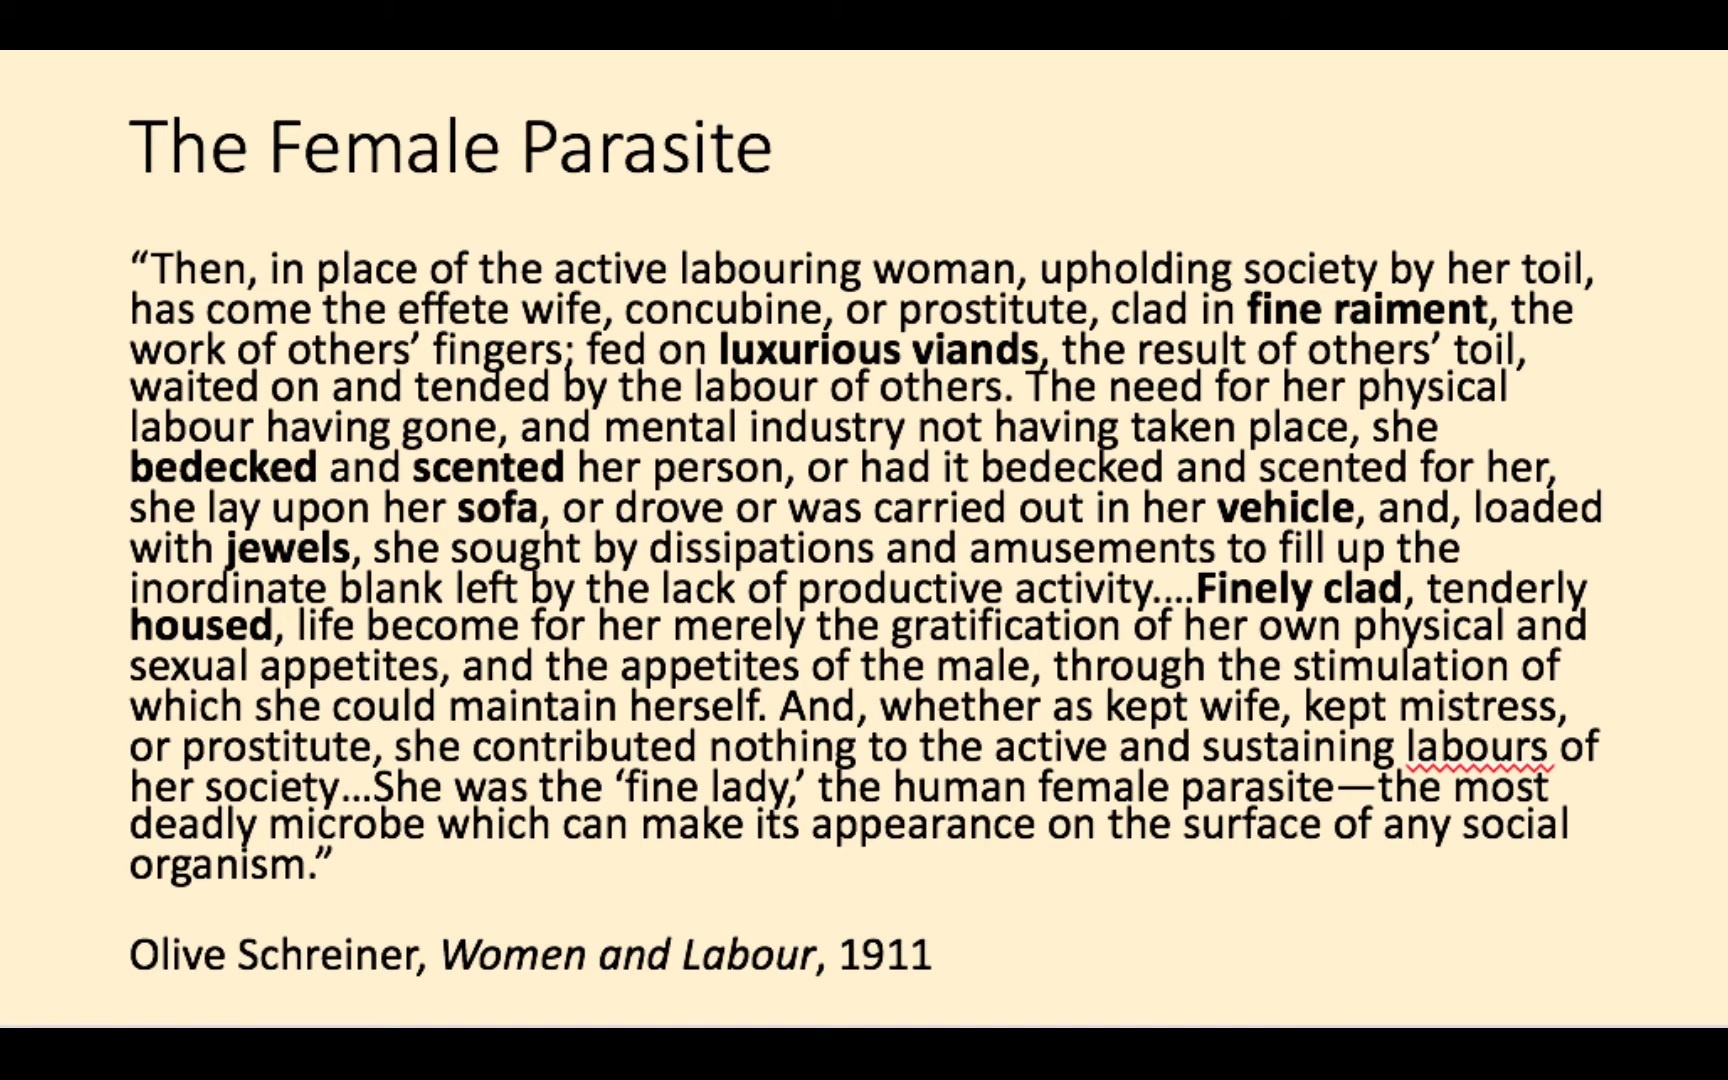 The Female Parasite
“Then, in place of the active labouring woman, upholding society by her toil,
has come the effete wife, concubine, or prostitute, clad in fine raiment, the
work of others’ fingers; fed on luxurious viands, the result of others’ toil,
waited on and tended by the labour of others. The need for her physical
labour having gone, and mental industry not having taken place, she
bedecked and scented her person, or had it bedecked and scented for her,
she lay upon her sofa, or drove or was carried out in her vehicle, and, loaded
with jewels, she sought by dissipations and amusements to fill up the
inordinate blank left by the lack of productive activity....Finely clad, tenderly
housed, life become for her merely the gratification of her own physical and
sexual appetites, and the appetites of the male, through the stimulation of
which she could maintain herself. And, whether as kept wife, kept mistress,
or prostitute, she contributed nothing to the active and sustaining labours of
her society...She was the ‘fine lady,’ the human female parasite—the most
deadly microbe which can make its appearance on the surface of any social
organism.”
Olive Schreiner, Women and Labour, 1911